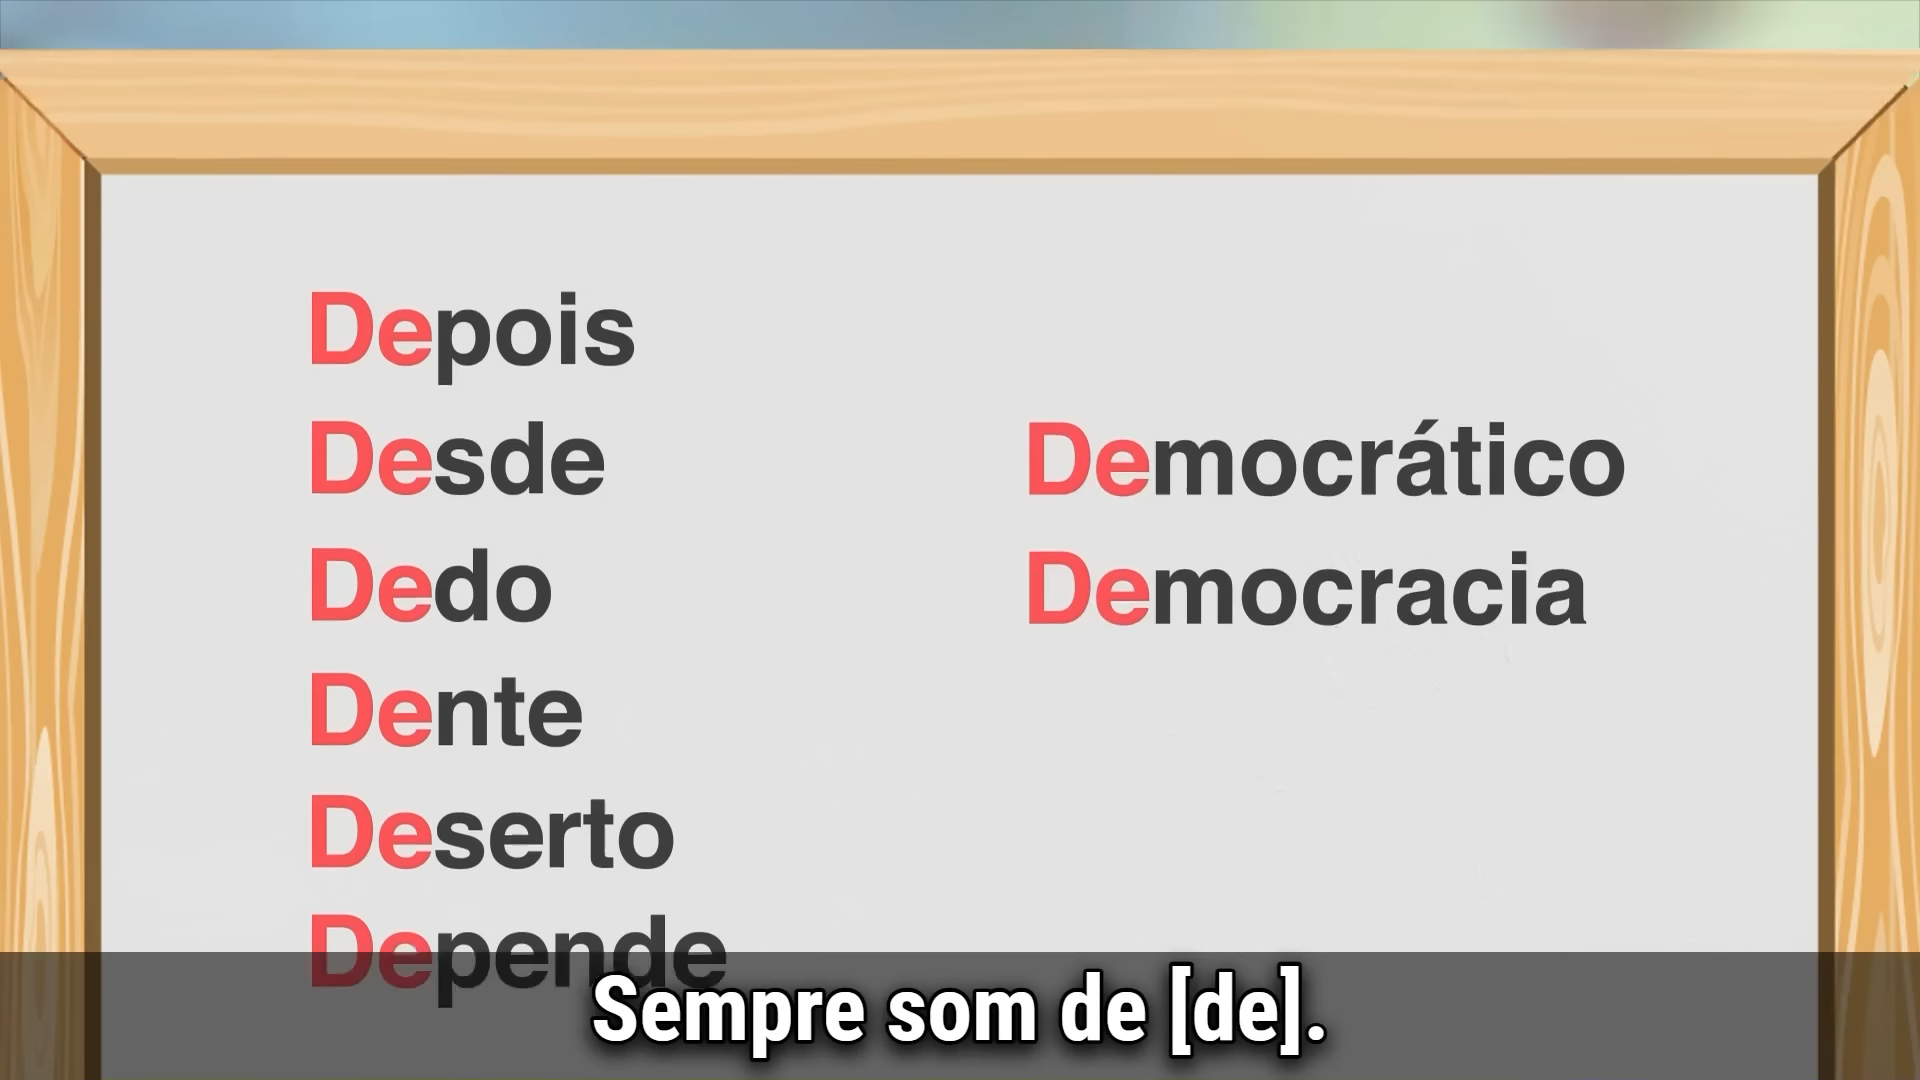 Depois
Desde
Dedo
Dente
Deserto
Depende
Democrático
Democracia
Sempre som de [de].